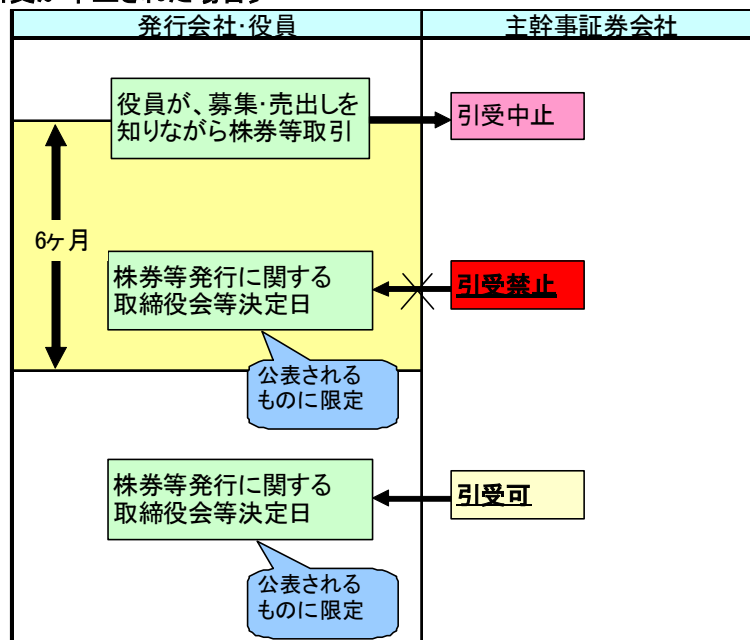 発行会社・役員
主幹事証券会社
役員が、募集・売出しを
知りながら株券等取引
引受中止
6ヶ月
株券等発行に関する
取締役会等決定日
引受禁止
公表される
ものに限定
株券等発行に関する
取締役会等決定日
引受可
公表される
ものに限定